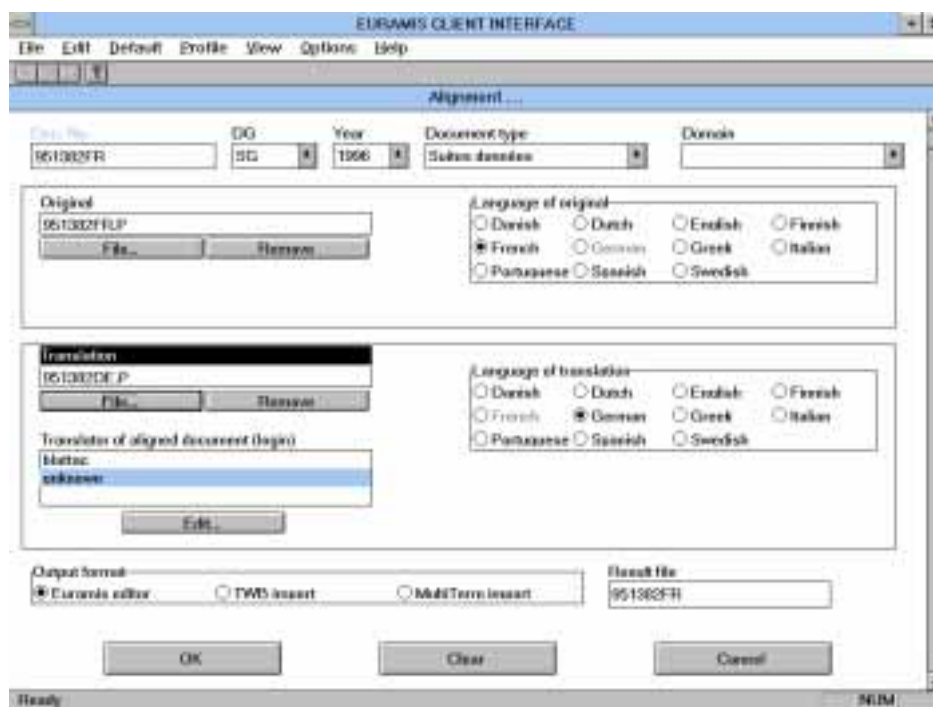 EURAMIS CLIENT INTERFACE
File Edit Default Profile View Options Help
Alignment ....
Doc. No. DG Year Document type Domain
951382FR SG 1996 Suites données
Original
951382FR.P
File... Remove
Language of original
Danish Dutch English Finnish
French German Greek Italian
Portuguese Spanish Swedish
Translation
951382DE.P
File... Remove
Language of translation
Danish Dutch English Finnish
French German Greek Italian
Portuguese Spanish Swedish
Translator of aligned document (login)
blattac
unknown
Edit...
Output format
Euramis editor TWB import MultiTerm import
Result file
951382FR
OK Clear Cancel
Ready NUM